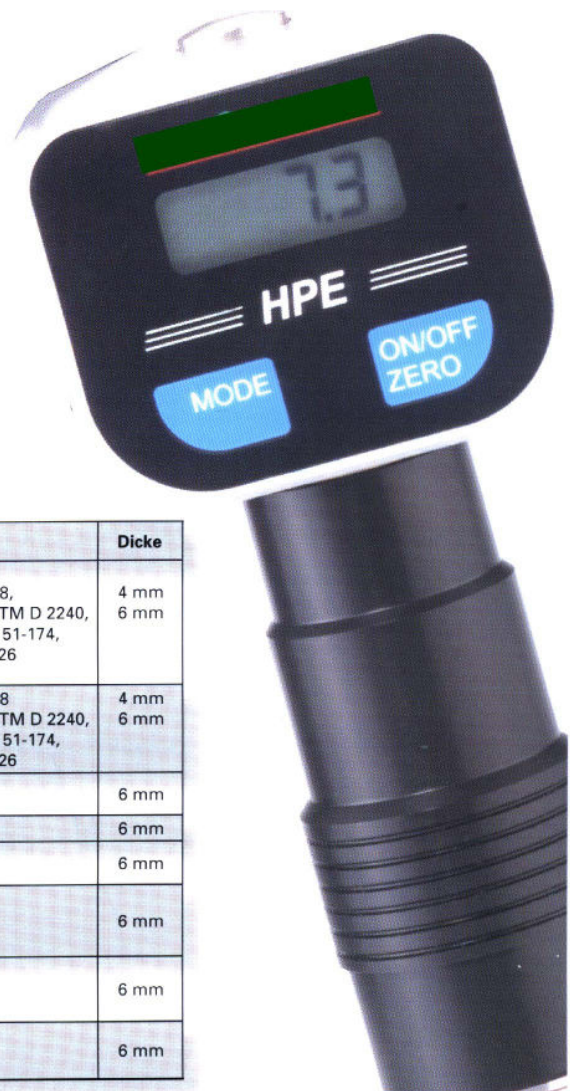 7.3
HPE
MODE
ON/OFF
ZERO
Dicke
8,
TM D 2240,
51-174,
26
4 mm
6 mm
8
TM D 2240,
51-174,
26
4 mm
6 mm
6 mm
6 mm
6 mm
6 mm
6 mm
6 mm